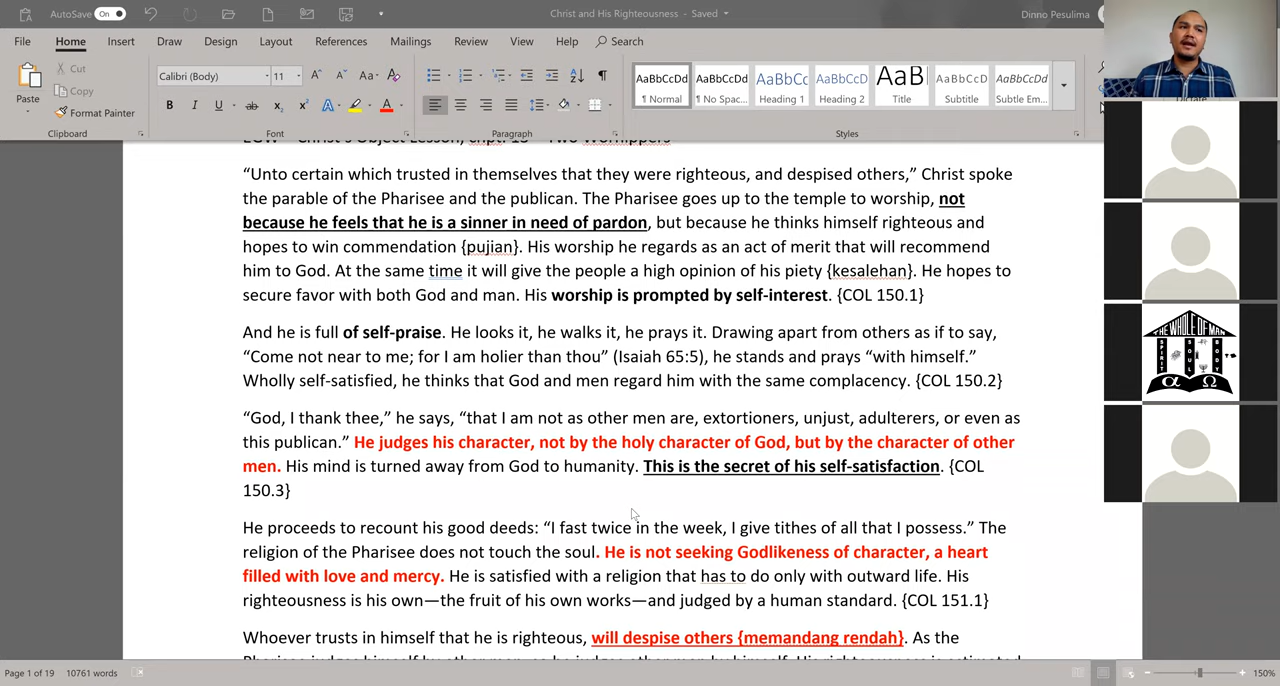 AutoSave On
Christ and His Righteousness - Saved
Dinno Pesulima
File Home Insert Draw Design Layout References Mailings Review View Help Search
Paste
Cut
Copy
Format Painter
Clipboard
Calibri (Body) 11
Font
Paragraph
AaBbCcDd
¶ Normal
AaBbCcDd
¶ No Spac...
AaBbCc
Heading 1
AaBbCcD
Heading 2
AaB
Title
AaBbCcD
Subtitle
AaBbCcDd
Subtle Em...
Styles
“Unto certain which trusted in themselves that they were righteous, and despised others,” Christ spoke
the parable of the Pharisee and the publican. The Pharisee goes up to the temple to worship, not
because he feels that he is a sinner in need of pardon, but because he thinks himself righteous and
hopes to win commendation {pujian}. His worship he regards as an act of merit that will recommend
him to God. At the same time it will give the people a high opinion of his piety {kesalehan}. He hopes to
secure favor with both God and man. His worship is prompted by self-interest. {COL 150.1}
And he is full of self-praise. He looks it, he walks it, he prays it. Drawing apart from others as if to say,
“Come not near to me; for I am holier than thou” (Isaiah 65:5), he stands and prays “with himself.”
Wholly self-satisfied, he thinks that God and men regard him with the same complacency. {COL 150.2}
“God, I thank thee,” he says, “that I am not as other men are, extortioners, unjust, adulterers, or even as
this publican.” He judges his character, not by the holy character of God, but by the character of other
men. His mind is turned away from God to humanity. This is the secret of his self-satisfaction. {COL
150.3}
He proceeds to recount his good deeds: “I fast twice in the week, I give tithes of all that I possess.” The
religion of the Pharisee does not touch the soul. He is not seeking Godlikeness of character, a heart
filled with love and mercy. He is satisfied with a religion that has to do only with outward life. His
righteousness is his own—the fruit of his own works—and judged by a human standard. {COL 151.1}
Whoever trusts in himself that he is righteous, will despise others {memandang rendah}. As the
THE WHOLE OF MAN
SPIRIT SOUL BODY
Α Ω
Page 1 of 19 10761 words
150%